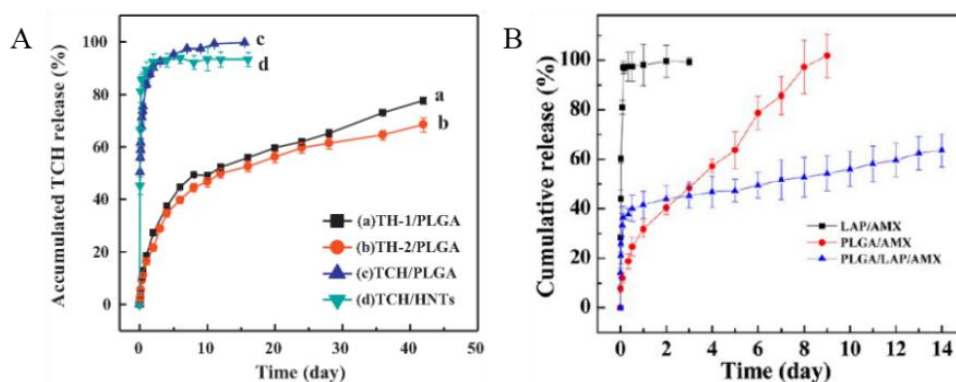 A
Accumulated TCH release (%)
100
80
60
40
20
0
c
d
a
b
(a)TH-1/PLGA
(b)TH-2/PLGA
(c)TCH/PLGA
(d)TCH/HNTs
0
10
20
30
40
50
Time (day)
B
Cumulative release (%)
100
80
60
40
20
0
LAP/AMX
PLGA/AMX
PLGA/LAP/AMX
0
2
4
6
8
10
12
14
Time (day)